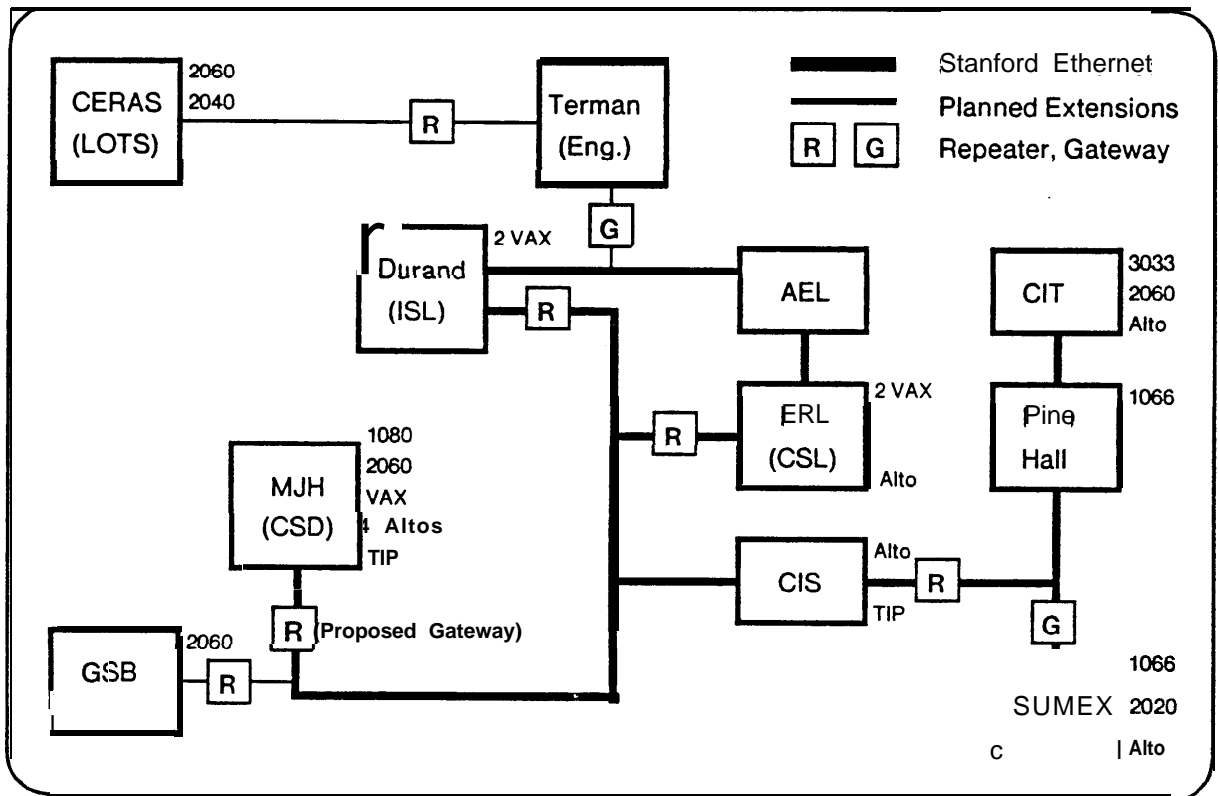 Stanford Ethernet
Planned Extensions
R G Repeater, Gateway
CERAS
(LOTS)
2060
2040
R
Terman
(Eng.)
G
Durand
(ISL)
2 VAX
R
AEL
CIT
3033
2060
Alto
R
ERL
(CSL)
2 VAX
Alto
Pine
Hall
1066
MJH
(CSD)
1080
2060
VAX
4 Altos
TIP
CIS
Alto
TIP
R
G
R (Proposed Gateway)
GSB
2060
R
SUMEX
1066
2020
Alto
C